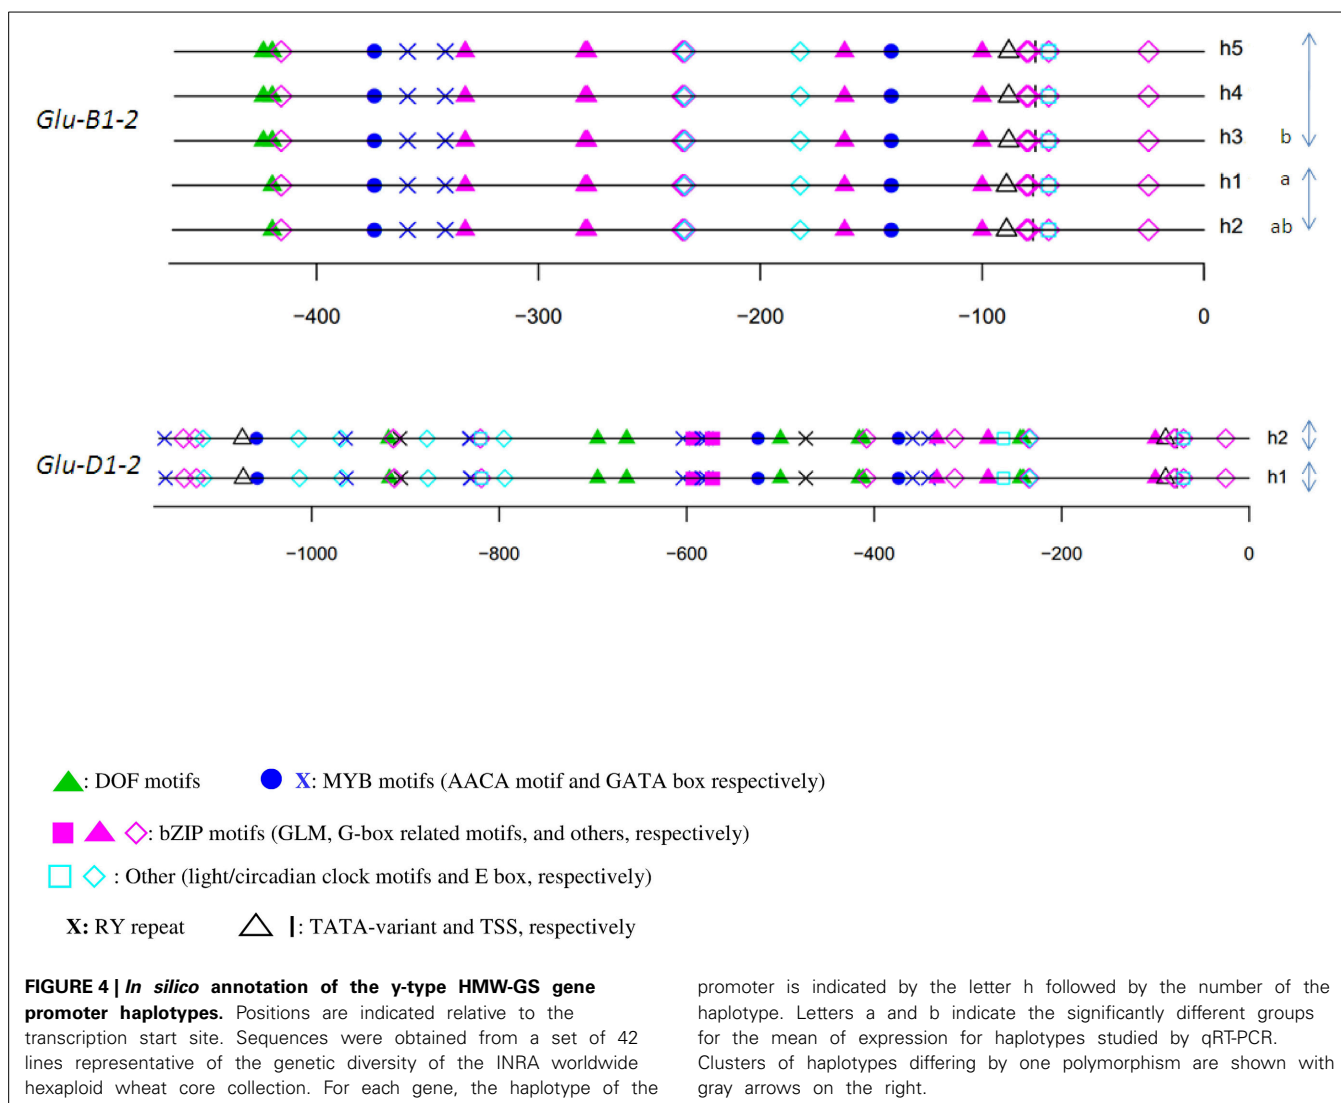 Glu-B1-2
h5
h4
h3 b
h1 a
h2 ab
−400 −300 −200 −100 0
Glu-D1-2
h2
h1
−1000 −800 −600 −400 −200 0
: DOF motifs X: MYB motifs (AACA motif and GATA box respectively)
: bZIP motifs (GLM, G-box related motifs, and others, respectively)
: Other (light/circadian clock motifs and E box, respectively)
X: RY repeat : TATA-variant and TSS, respectively
FIGURE 4 | In silico annotation of the y-type HMW-GS gene
promoter haplotypes. Positions are indicated relative to the
transcription start site. Sequences were obtained from a set of 42
lines representative of the genetic diversity of the INRA worldwide
hexaploid wheat core collection. For each gene, the haplotype of the
promoter is indicated by the letter h followed by the number of the
haplotype. Letters a and b indicate the significantly different groups
for the mean of expression for haplotypes studied by qRT-PCR.
Clusters of haplotypes differing by one polymorphism are shown with
gray arrows on the right.